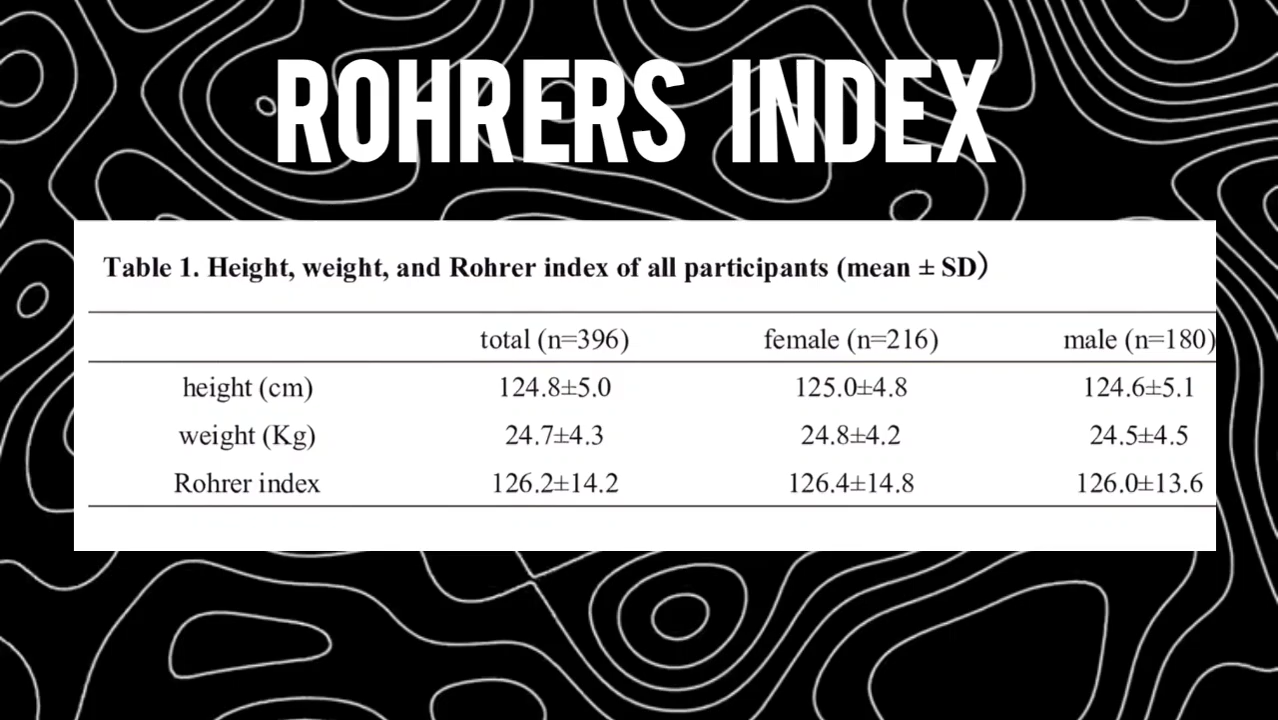 ROHRERS INDEX
Table 1. Height, weight, and Rohrer index of all participants (mean ± SD）
total (n=396) female (n=216) male (n=180)
height (cm) 124.8±5.0 125.0±4.8 124.6±5.1
weight (Kg) 24.7±4.3 24.8±4.2 24.5±4.5
Rohrer index 126.2±14.2 126.4±14.8 126.0±13.6